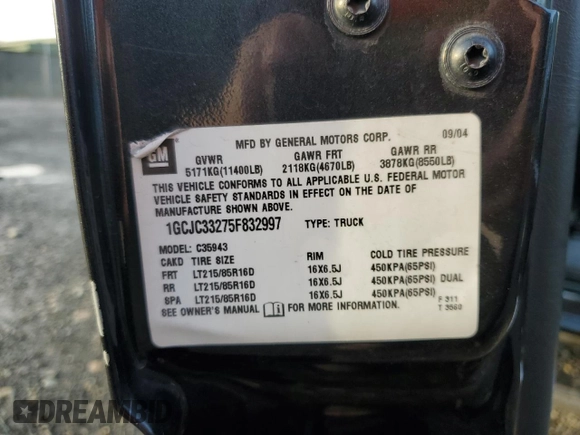 MFD BY GENERAL MOTORS CORP. 09/04
GM
GVWR GAWR FRT GAWR RR
5171KG(11400LB) 2118KG(4670LB) 3878KG(8550LB)
THIS VEHICLE CONFORMS TO ALL APPLICABLE U.S. FEDERAL MOTOR
VEHICLE SAFETY STANDARDS IN EFFECT ON THE DATE OF
MANUFACTURE SHOWN ABOVE.
1GCJC33275F832997 TYPE: TRUCK
MODEL: C35943
CAKD TIRE SIZE RIM COLD TIRE PRESSURE
FRT LT215/85R16D 16X6.5J 450KPA(65PSI)
RR LT215/85R16D 16X6.5J 450KPA(65PSI) DUAL
SPA LT215/85R16D 16X6.5J 450KPA(65PSI)
SEE OWNER'S MANUAL FOR MORE INFORMATION.
F 311
T 3560
DREAMBID